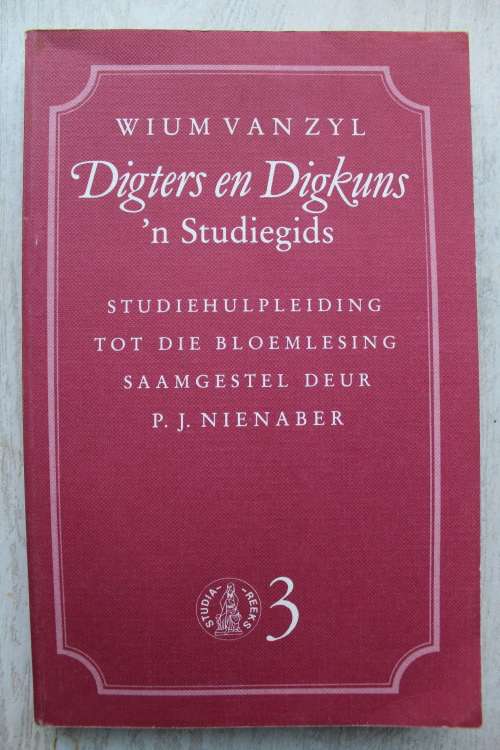 WIUM VAN ZYL
Digters en Digkuns
'n Studiegids
STUDIEHULPLEIDING
TOT DIE BLOEMLESING
SAAMGESTEL DEUR
P. J. NIENABER
STUDIA-REEKS
3